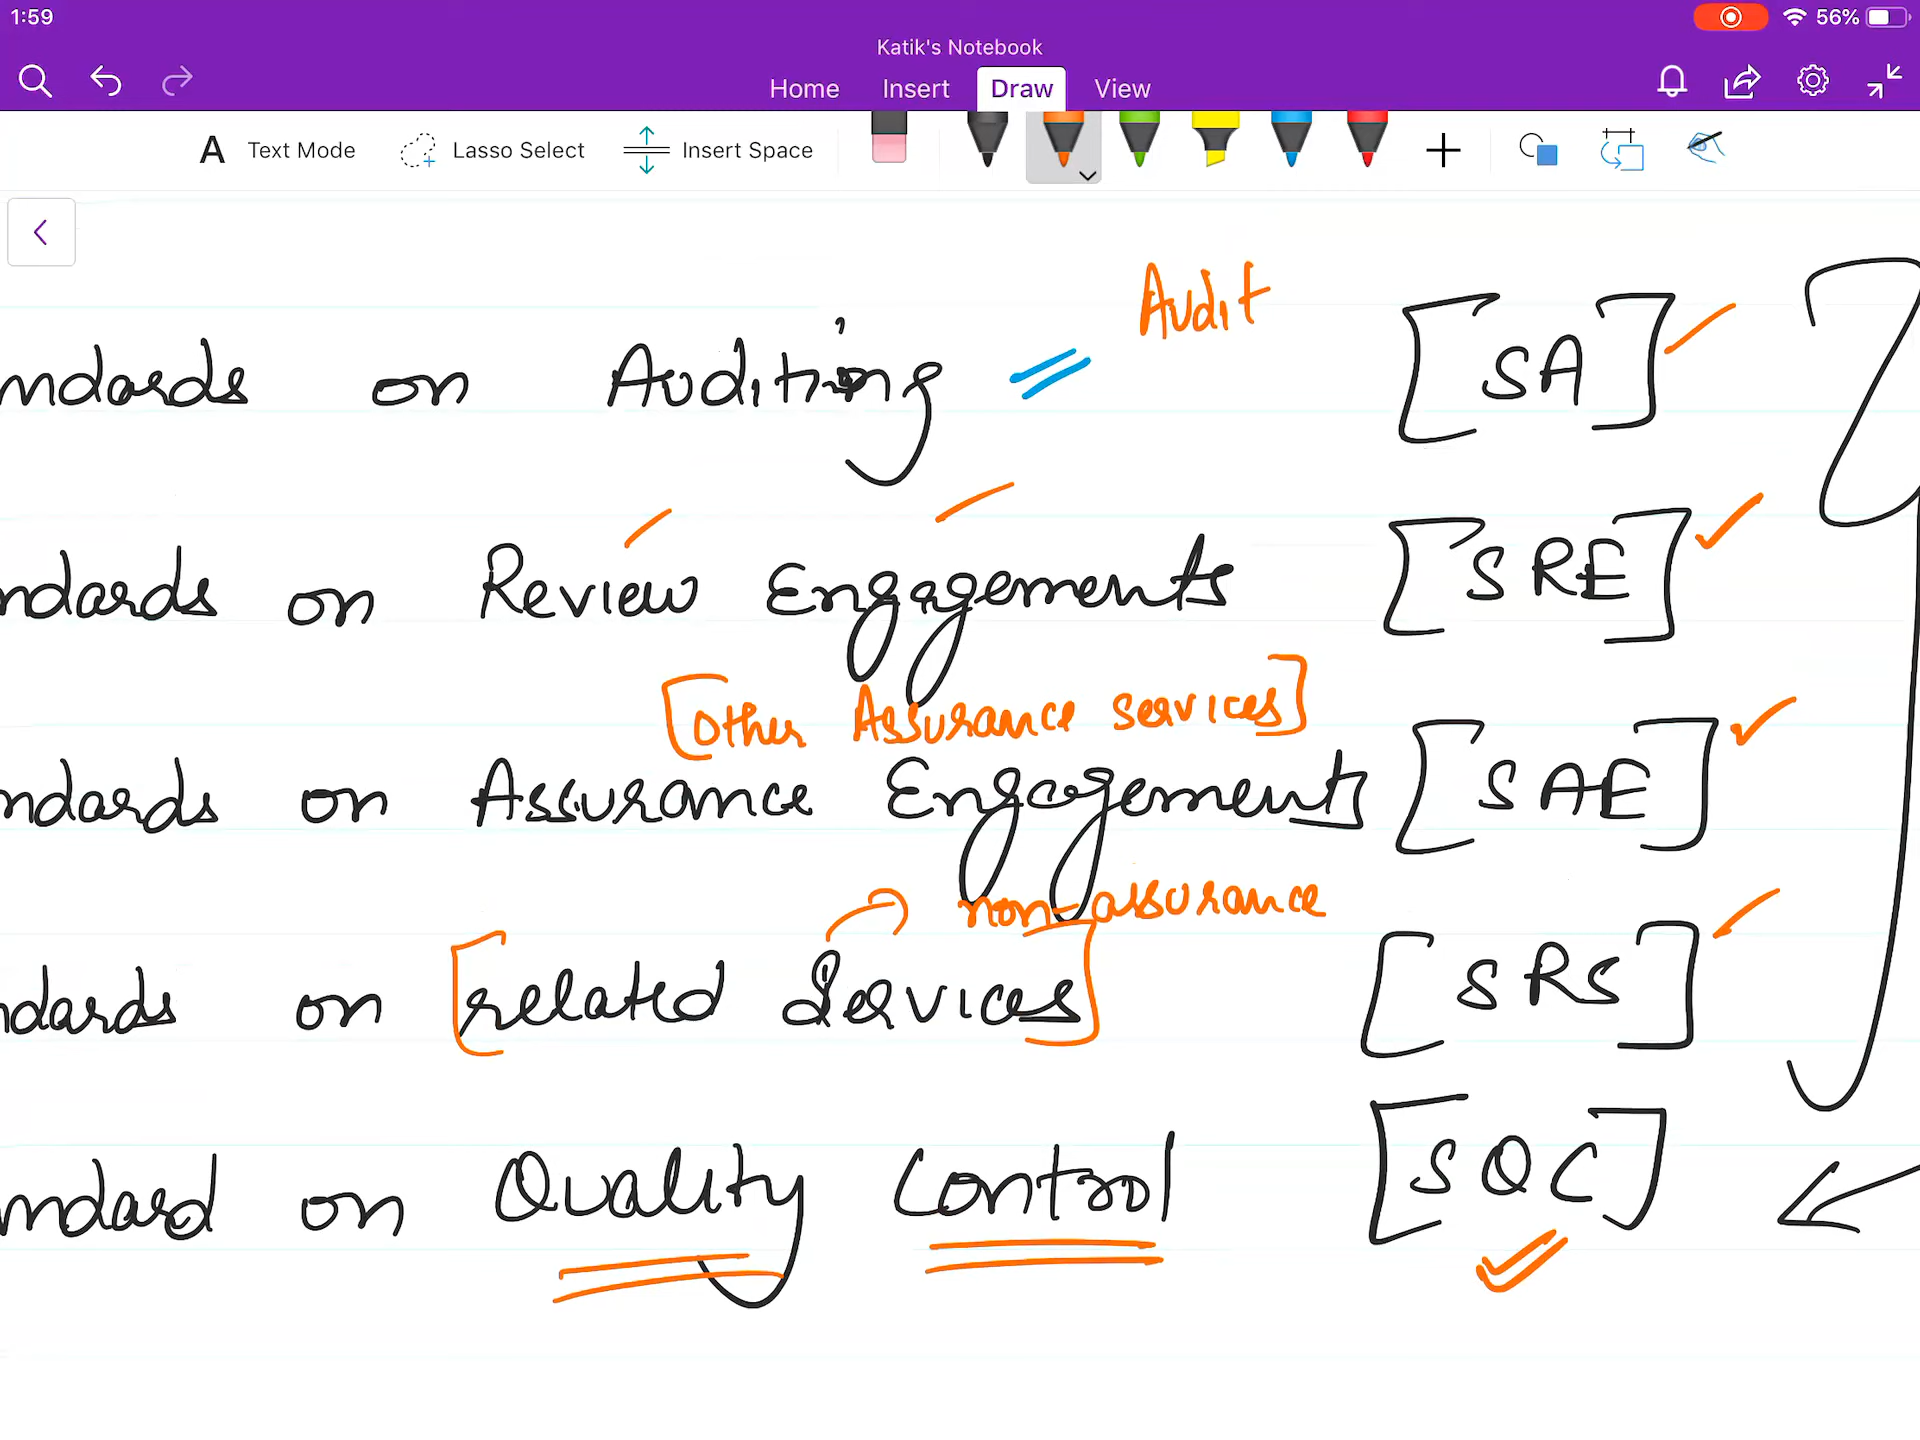 1:59
56%
Katik's Notebook
Home Insert Draw View
A Text Mode Lasso Select Insert Space
Audit
ndards on Auditing [SA]
ndards on Review Engagements [SRE]
[other Assurance services]
ndards on Assurance Engagements [SAE]
non-assurance
ndards on [related Services] [SRS]
ndard on Quality Control [SQC]